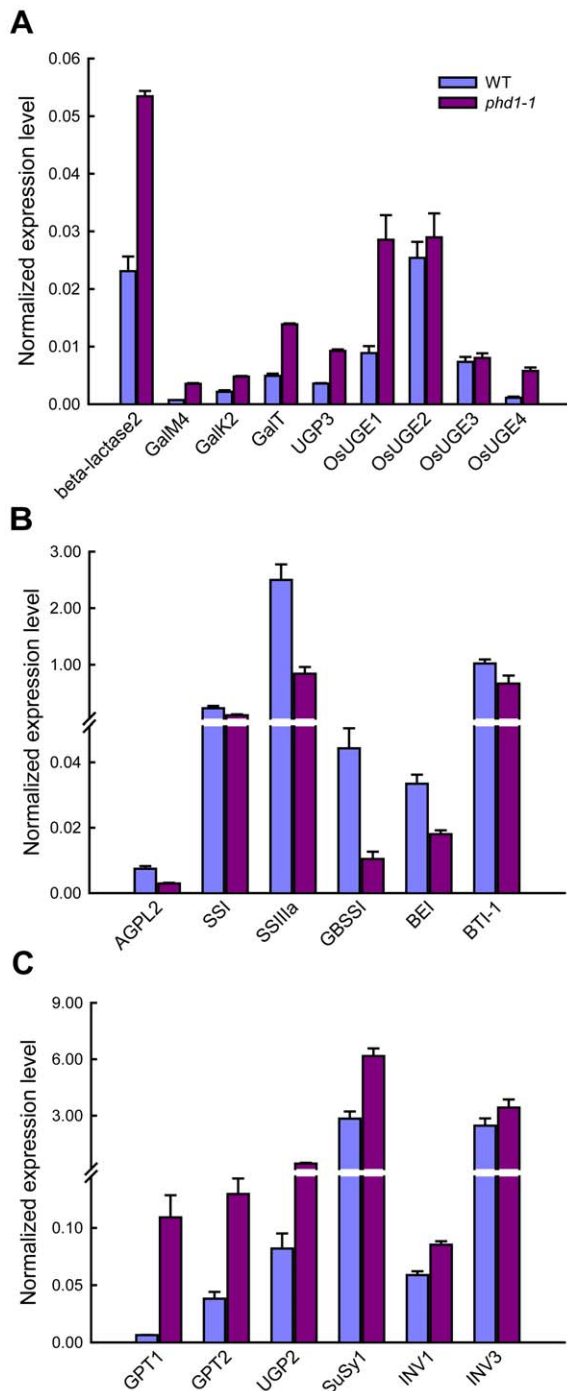 A
Normalized expression level
0.06
0.05
0.04
0.03
0.02
0.01
0.00
WT
phd1-1
beta-lactase2
GalM4
GalK2
GalT
UGP3
OsUGE1
OsUGE2
OsUGE3
OsUGE4
B
Normalized expression level
3.00
2.00
1.00
0.04
0.02
0.00
AGPL2
SSI
SSIIIa
GBSSI
BEI
BTI-1
C
Normalized expression level
9.00
6.00
3.00
0.10
0.05
0.00
GPT1
GPT2
UGP2
SuSy1
INV1
INV3